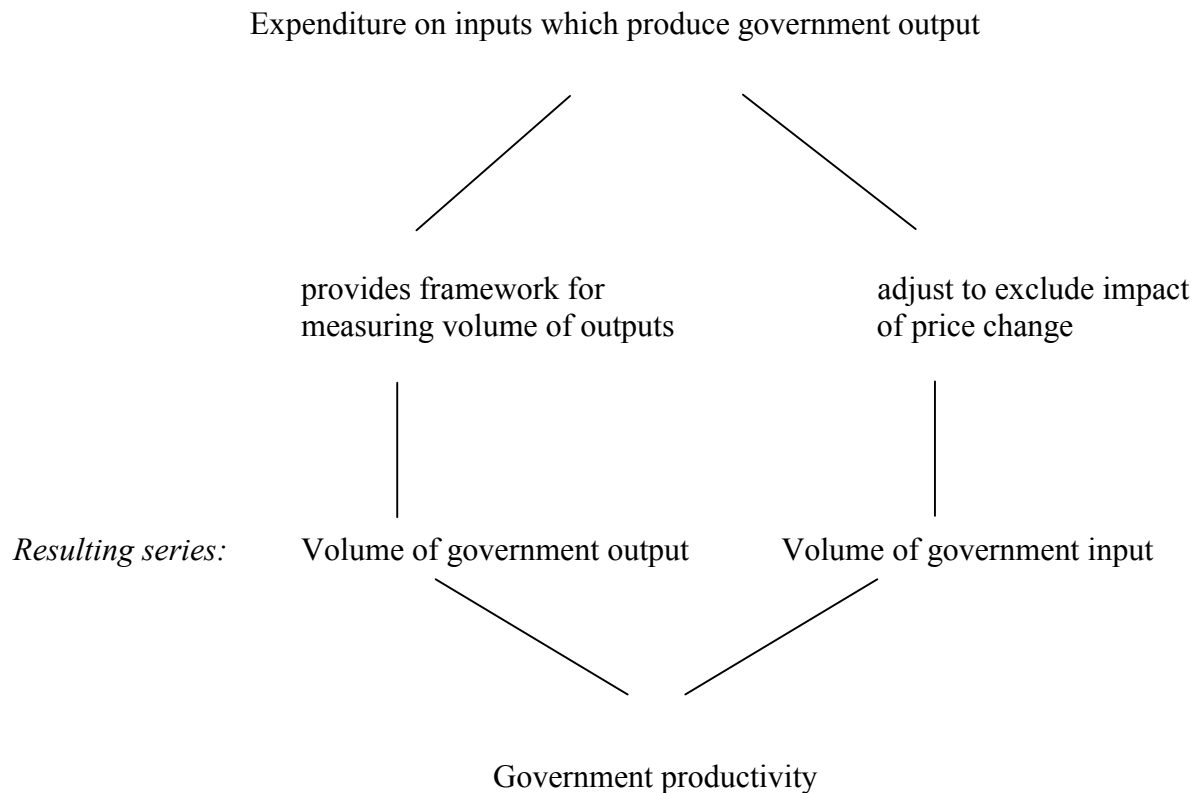 Expenditure on inputs which produce government output
provides framework for
measuring volume of outputs
adjust to exclude impact
of price change
Resulting series:
Volume of government output
Volume of government input
Government productivity